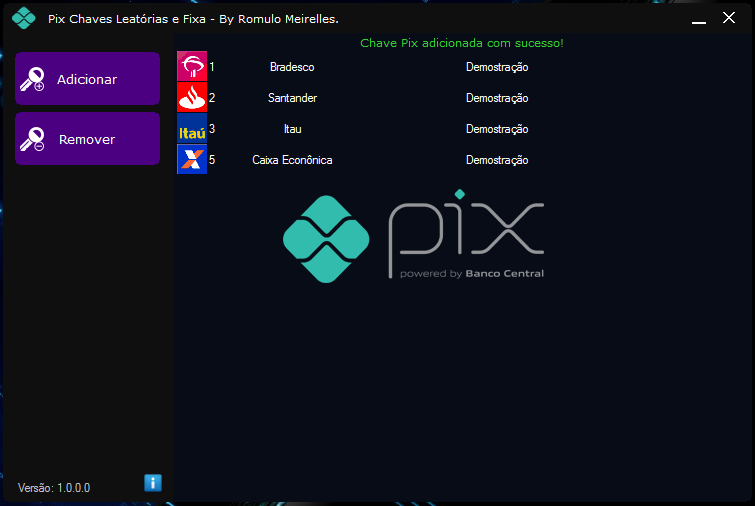 Pix Chaves Leatórias e Fixa - By Romulo Meirelles.
Adicionar
Remover
Chave Pix adicionada com sucesso!
1 Bradesco Demostração
2 Santander Demostração
Itaú 3 Itau Demostração
5 Caixa Econônica Demostração
pix
powered by Banco Central
Versão: 1.0.0.0